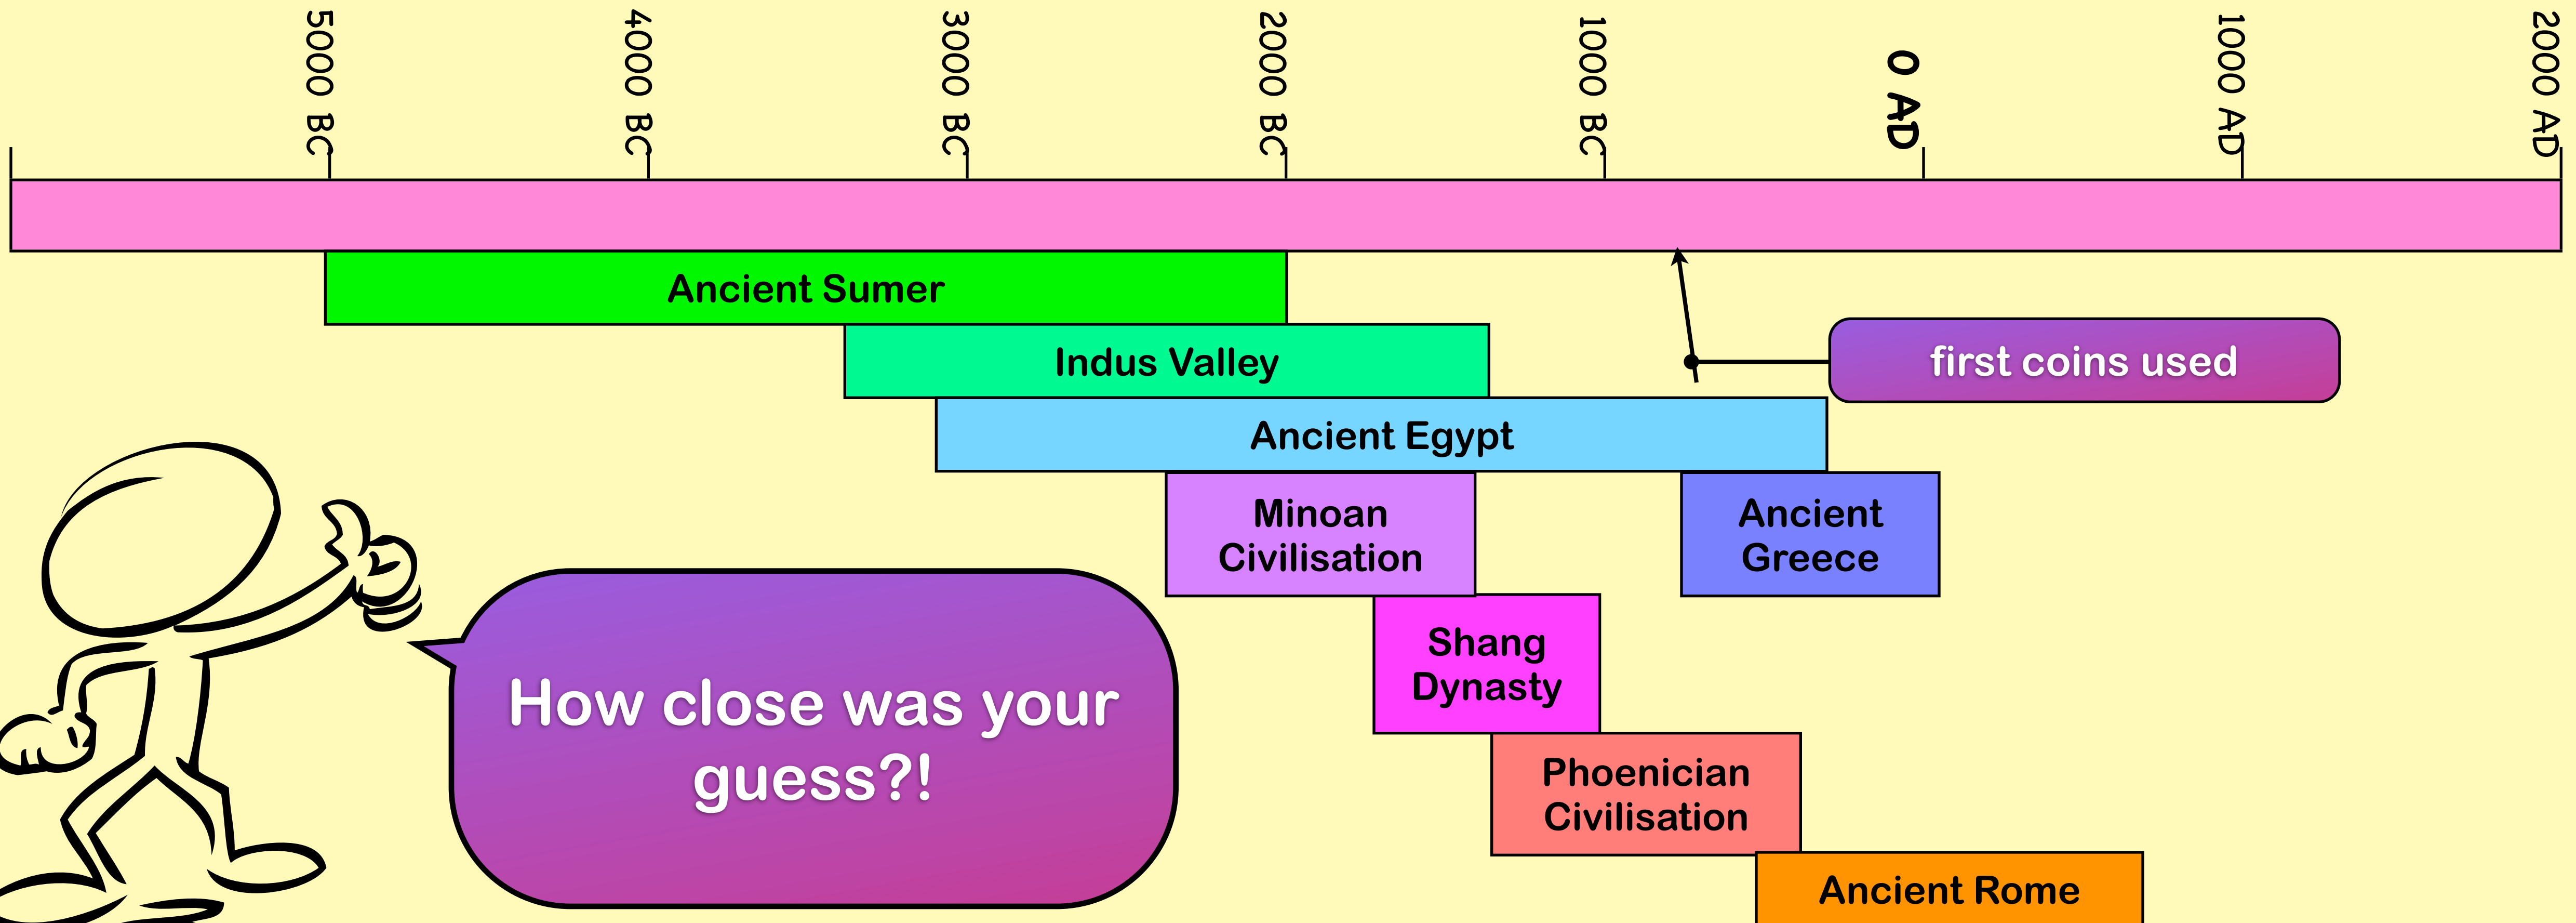 5000 BC
4000 BC
3000 BC
2000 BC
1000 BC
0 AD
1000 AD
2000 AD
Ancient Sumer
Indus Valley
first coins used
Ancient Egypt
Minoan
Civilisation
Ancient
Greece
Shang
Dynasty
How close was your
guess?!
Phoenician
Civilisation
Ancient Rome